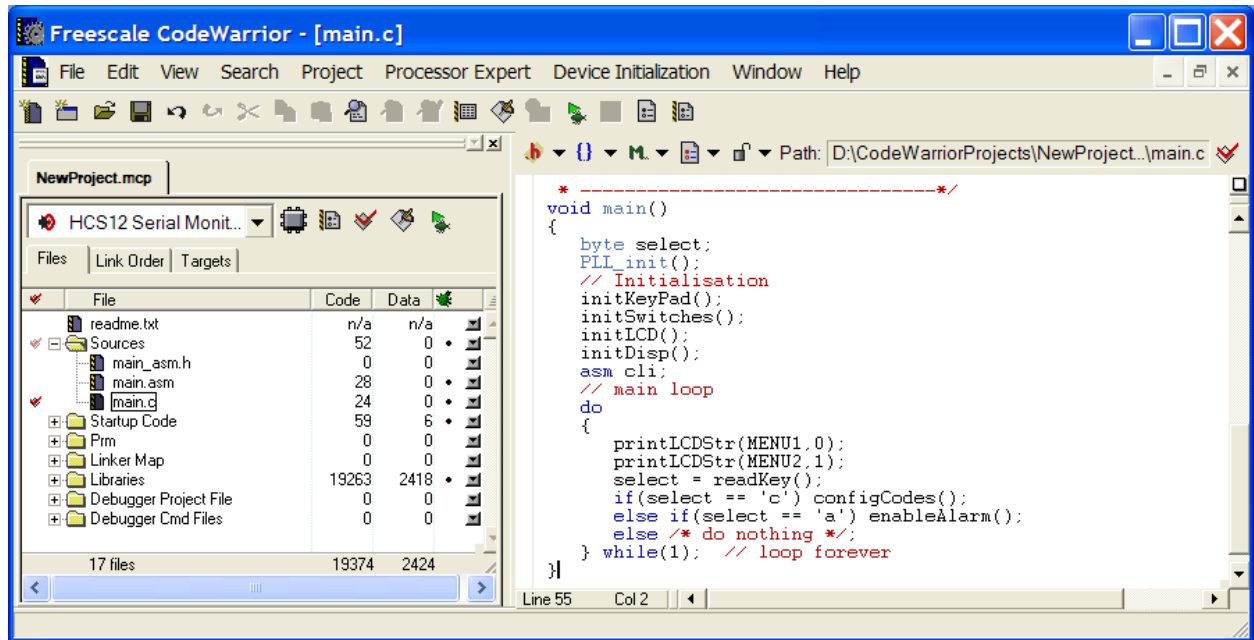 Freescale CodeWarrior - [main.c]
File Edit View Search Project Processor Expert Device Initialization Window Help
NewProject.mcp
HCS12 Serial Monit...
Files Link Order Targets
File Code Data
readme.txt n/a n/a
Sources 52 0
main_asm.h 0 0
main.asm 28 0
main.c 24 0
Startup Code 59 6
Prm 0 0
Linker Map 0 0
Libraries 19263 2418
Debugger Project File 0 0
Debugger Cmd Files 0 0
17 files 19374 2424
.h {} M. Path: D:\CodeWarriorProjects\NewProject...\main.c
* ----------------------------------*/
void main()
{
byte select;
PLL_init();
// Initialisation
initKeyPad();
initSwitches();
initLCD();
initDisp();
asm cli;
// main loop
do
{
printLCDStr(MENU1,0);
printLCDStr(MENU2,1);
select = readKey();
if(select == 'c') configCodes();
else if(select == 'a') enableAlarm();
else /* do nothing */;
} while(1); // loop forever
}
Line 55 Col 2